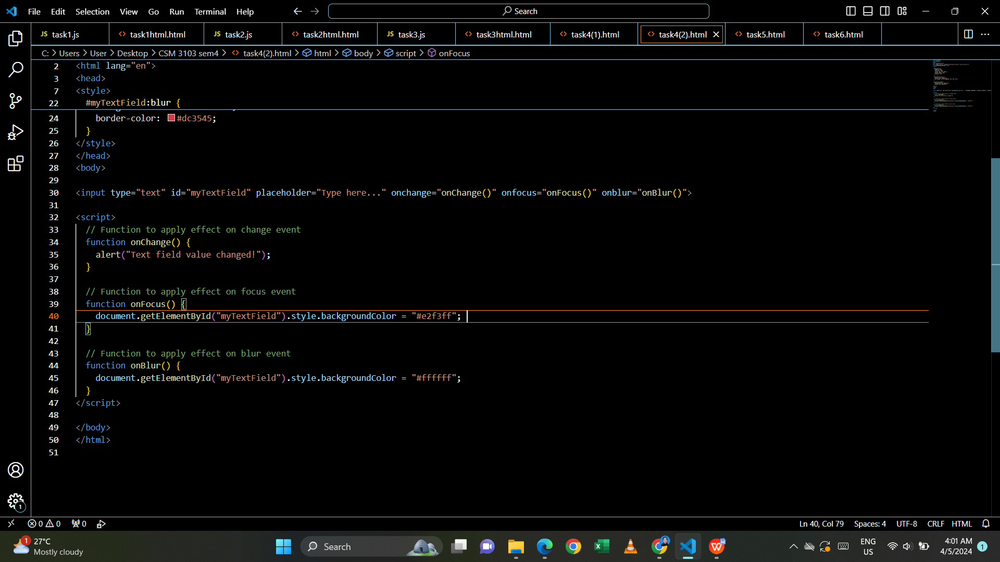 File Edit Selection View Go Run Terminal Help Search
JS task1.js <> task1html.html JS task2.js <> task2html.html JS task3.js <> task3html.html <> task4(1).html <> task4(2).html <> task5.html <> task6.html
C: > Users > User > Desktop > CSM 3103 sem4 > <> task4(2).html > html > body > script > onFocus
2 <html lang="en">
3 <head>
7 <style>
22 #myTextField:blur {
24 border-color: #dc3545;
25 }
26 </style>
27 </head>
28 <body>
29
30 <input type="text" id="myTextField" placeholder="Type here..." onchange="onChange()" onfocus="onFocus()" onblur="onBlur()">
31
32 <script>
33 // Function to apply effect on change event
34 function onChange() {
35 alert("Text field value changed!");
36 }
37
38 // Function to apply effect on focus event
39 function onFocus() {
40 document.getElementById("myTextField").style.backgroundColor = "#e2f3ff";
41 }
42
43 // Function to apply effect on blur event
44 function onBlur() {
45 document.getElementById("myTextField").style.backgroundColor = "#ffffff";
46 }
47 </script>
48
49 </body>
50 </html>
51
1
0 0 0 Ln 40, Col 79 Spaces: 4 UTF-8 CRLF HTML
1 27°C
Mostly cloudy
Search
ENG
US
4:01 AM
4/5/2024
1